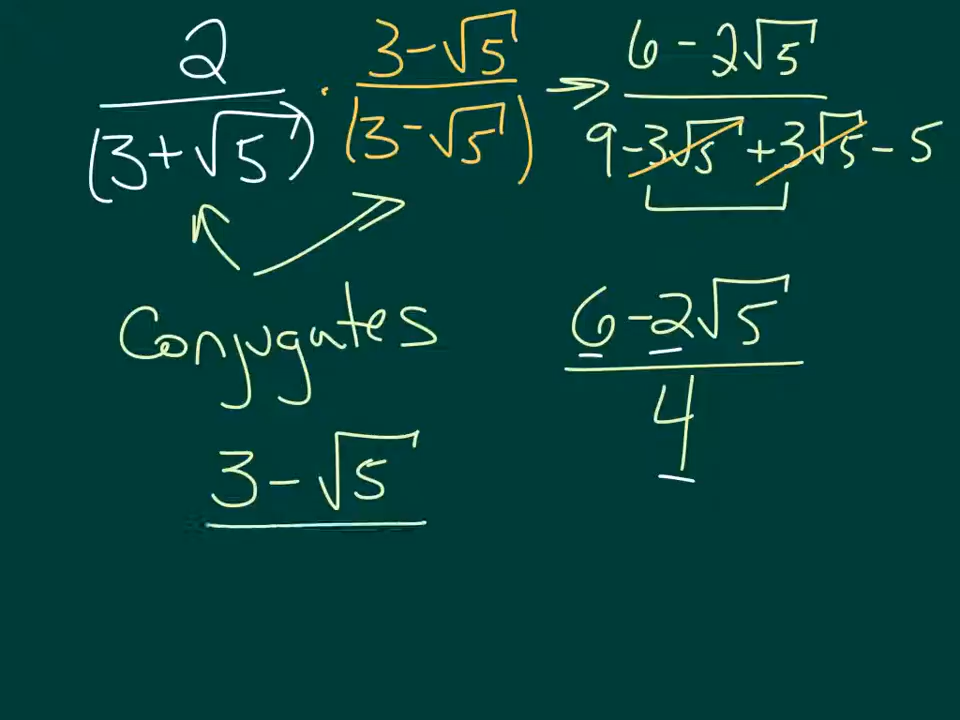 2/(3+√5) · 3-√5/(3-√5) → 6-2√5/9-3√5+3√5-5
Conjugates
6-2√5/4
3-√5